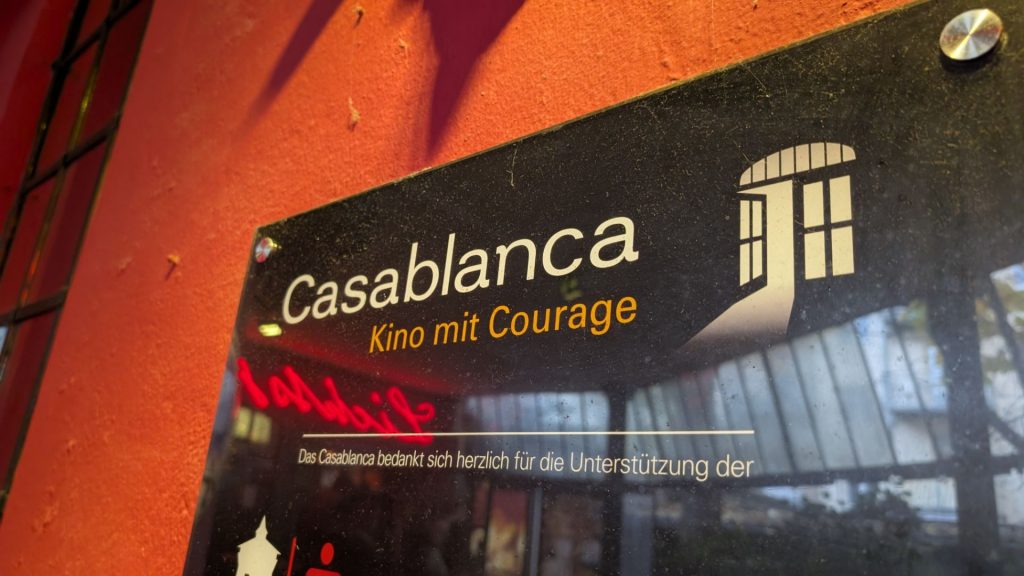 Casablanca
Kino mit Courage
Das Casablanca bedankt sich herzlich für die Unterstützung der